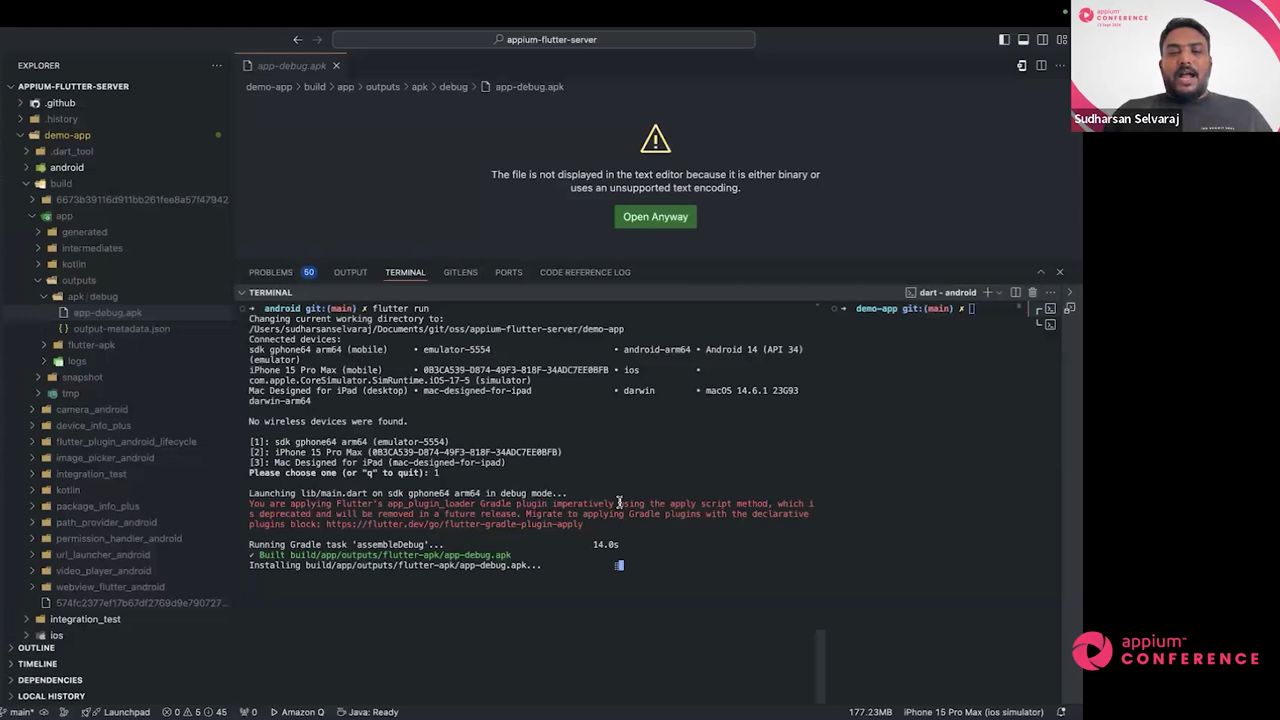 appium-flutter-server
appium
CONFERENCE
Sudharsan Selvaraj
EXPLORER
APPIUM-FLUTTER-SERVER
.github
.history
demo-app
.dart_tool
android
build
6673b39116d911bb261fee8a57f47942
app
generated
intermediates
kotlin
outputs
apk/debug
app-debug.apk
output-metadata.json
flutter-apk
logs
snapshot
tmp
camera_android
device_info_plus
flutter_plugin_android_lifecycle
image_picker_android
integration_test
kotlin
package_info_plus
path_provider_android
permission_handler_android
url_launcher_android
video_player_android
webview_flutter_android
574fc2377ef17b67df2769d9e790727...
integration_test
ios
OUTLINE
TIMELINE
DEPENDENCIES
LOCAL HISTORY
app-debug.apk
demo-app > build > app > outputs > apk > debug > app-debug.apk
The file is not displayed in the text editor because it is either binary or
uses an unsupported text encoding.
Open Anyway
PROBLEMS 50 OUTPUT TERMINAL GITLENS PORTS CODE REFERENCE LOG
TERMINAL
dart - android
➜ android git:(main) ✗ flutter run
Changing current working directory to:
/Users/sudharsanselvaraj/Documents/git/oss/appium-flutter-server/demo-app
Connected devices:
sdk gphone64 arm64 (mobile) • emulator-5554 • android-arm64 • Android 14 (API 34)
(emulator)
iPhone 15 Pro Max (mobile) • 0B3CA539-D874-49F3-818F-34ADC7EE0BFB • ios •
com.apple.CoreSimulator.SimRuntime.iOS-17-5 (simulator)
Mac Designed for iPad (desktop) • mac-designed-for-ipad • darwin • macOS 14.6.1 23G93
darwin-arm64
No wireless devices were found.
[1]: sdk gphone64 arm64 (emulator-5554)
[2]: iPhone 15 Pro Max (0B3CA539-D874-49F3-818F-34ADC7EE0BFB)
[3]: Mac Designed for iPad (mac-designed-for-ipad)
Please choose one (or "q" to quit): 1
Launching lib/main.dart on sdk gphone64 arm64 in debug mode...
You are applying Flutter's app_plugin_loader Gradle plugin imperatively using the apply script method, which i
s deprecated and will be removed in a future release. Migrate to applying Gradle plugins with the declarative
plugins block: https://flutter.dev/go/flutter-gradle-plugin-apply
Running Gradle task 'assembleDebug'... 14.0s
✓ Built build/app/outputs/flutter-apk/app-debug.apk
Installing build/app/outputs/flutter-apk/app-debug.apk...
➜ demo-app git:(main) ✗
appium
CONFERENCE
main* Launchpad 0 5 45 0 Amazon Q Java: Ready 177.23MB iPhone 15 Pro Max (ios simulator)